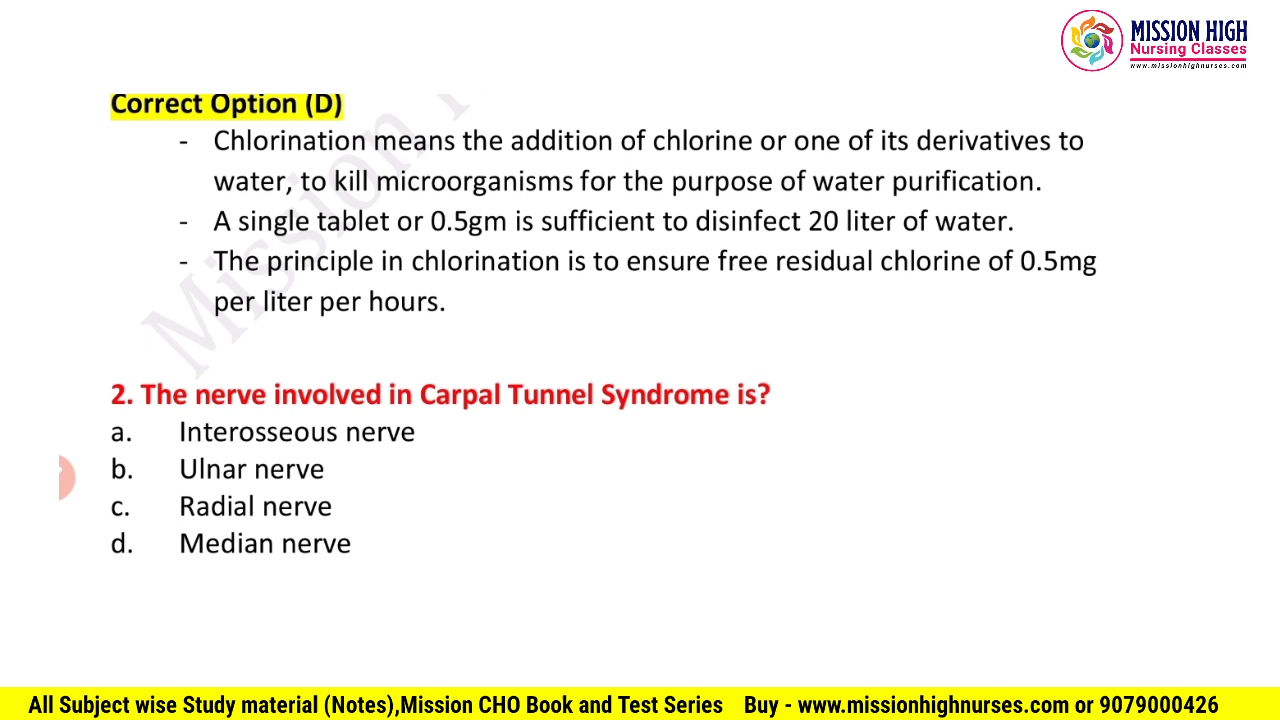 MISSION HIGH
Nursing Classes
www.missionhighnurses.com
Correct Option (D)
- Chlorination means the addition of chlorine or one of its derivatives to
water, to kill microorganisms for the purpose of water purification.
- A single tablet or 0.5gm is sufficient to disinfect 20 liter of water.
- The principle in chlorination is to ensure free residual chlorine of 0.5mg
per liter per hours.
Mission
2. The nerve involved in Carpal Tunnel Syndrome is?
a. Interosseous nerve
b. Ulnar nerve
c. Radial nerve
d. Median nerve
All Subject wise Study material (Notes),Mission CHO Book and Test Series Buy - www.missionhighnurses.com or 9079000426